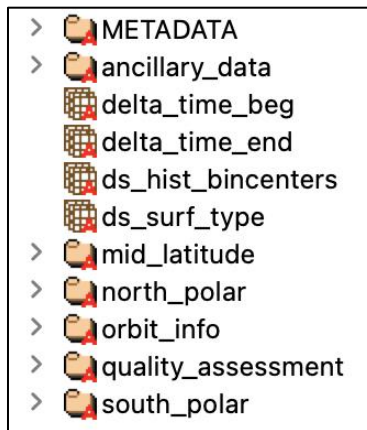 METADATA
ancillary_data
delta_time_beg
delta_time_end
ds_hist_bincenters
ds_surf_type
mid_latitude
north_polar
orbit_info
quality_assessment
south_polar